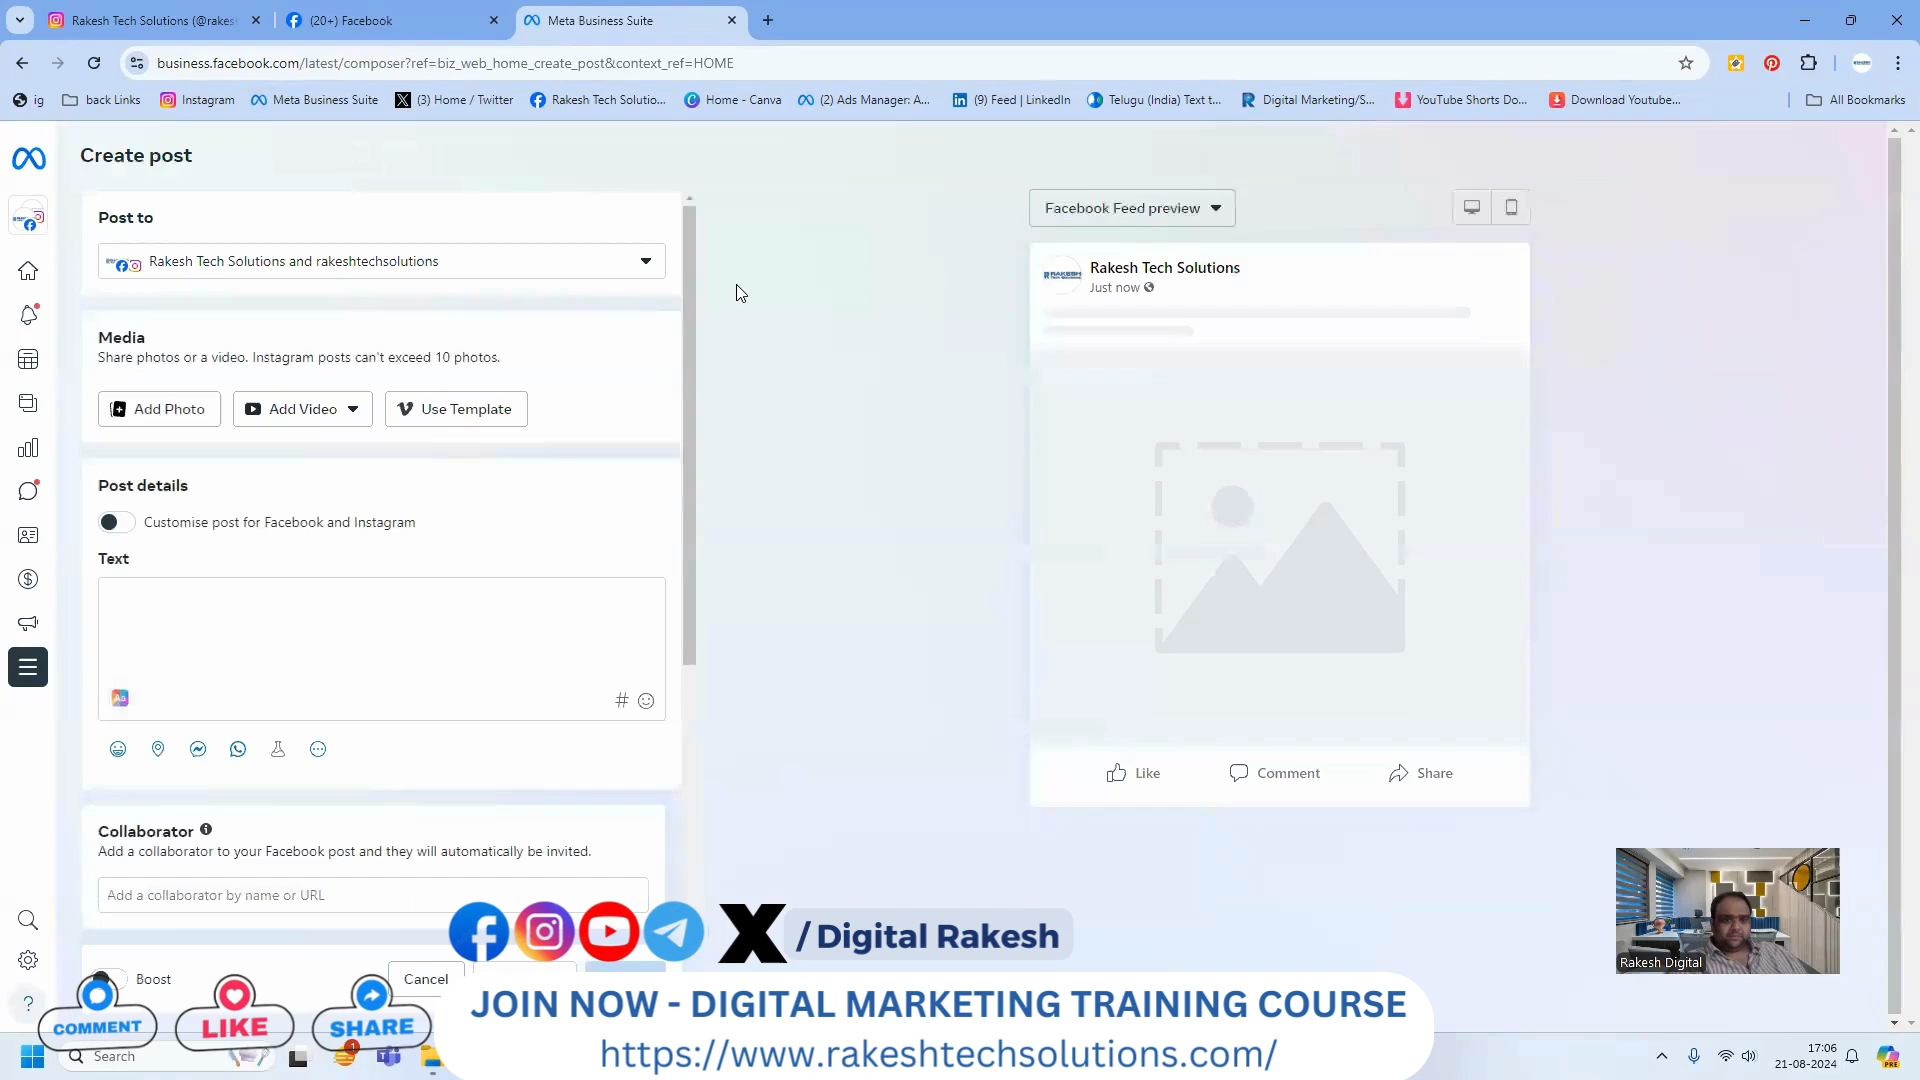 Rakesh Tech Solutions (@rakes
(20+) Facebook
Meta Business Suite
business.facebook.com/latest/composer?ref=biz_web_home_create_post&context_ref=HOME
ig
back Links
Instagram
Meta Business Suite
(3) Home / Twitter
Rakesh Tech Solutio...
Home - Canva
(2) Ads Manager: A...
(9) Feed | LinkedIn
Telugu (India) Text t...
Digital Marketing/S...
YouTube Shorts Do...
Download Youtube...
All Bookmarks
Create post
Post to
Rakesh Tech Solutions and rakeshtechsolutions
Media
Share photos or a video. Instagram posts can't exceed 10 photos.
Add Photo
Add Video
Use Template
Post details
Customise post for Facebook and Instagram
Text
Collaborator
Add a collaborator to your Facebook post and they will automatically be invited.
Add a collaborator by name or URL
Boost
Cancel
Facebook Feed preview
Rakesh Tech Solutions
Just now
Like
Comment
Share
Rakesh Digital
/ Digital Rakesh
COMMENT
LIKE
SHARE
JOIN NOW - DIGITAL MARKETING TRAINING COURSE
https://www.rakeshtechsolutions.com/
Search
17:06
21-08-2024